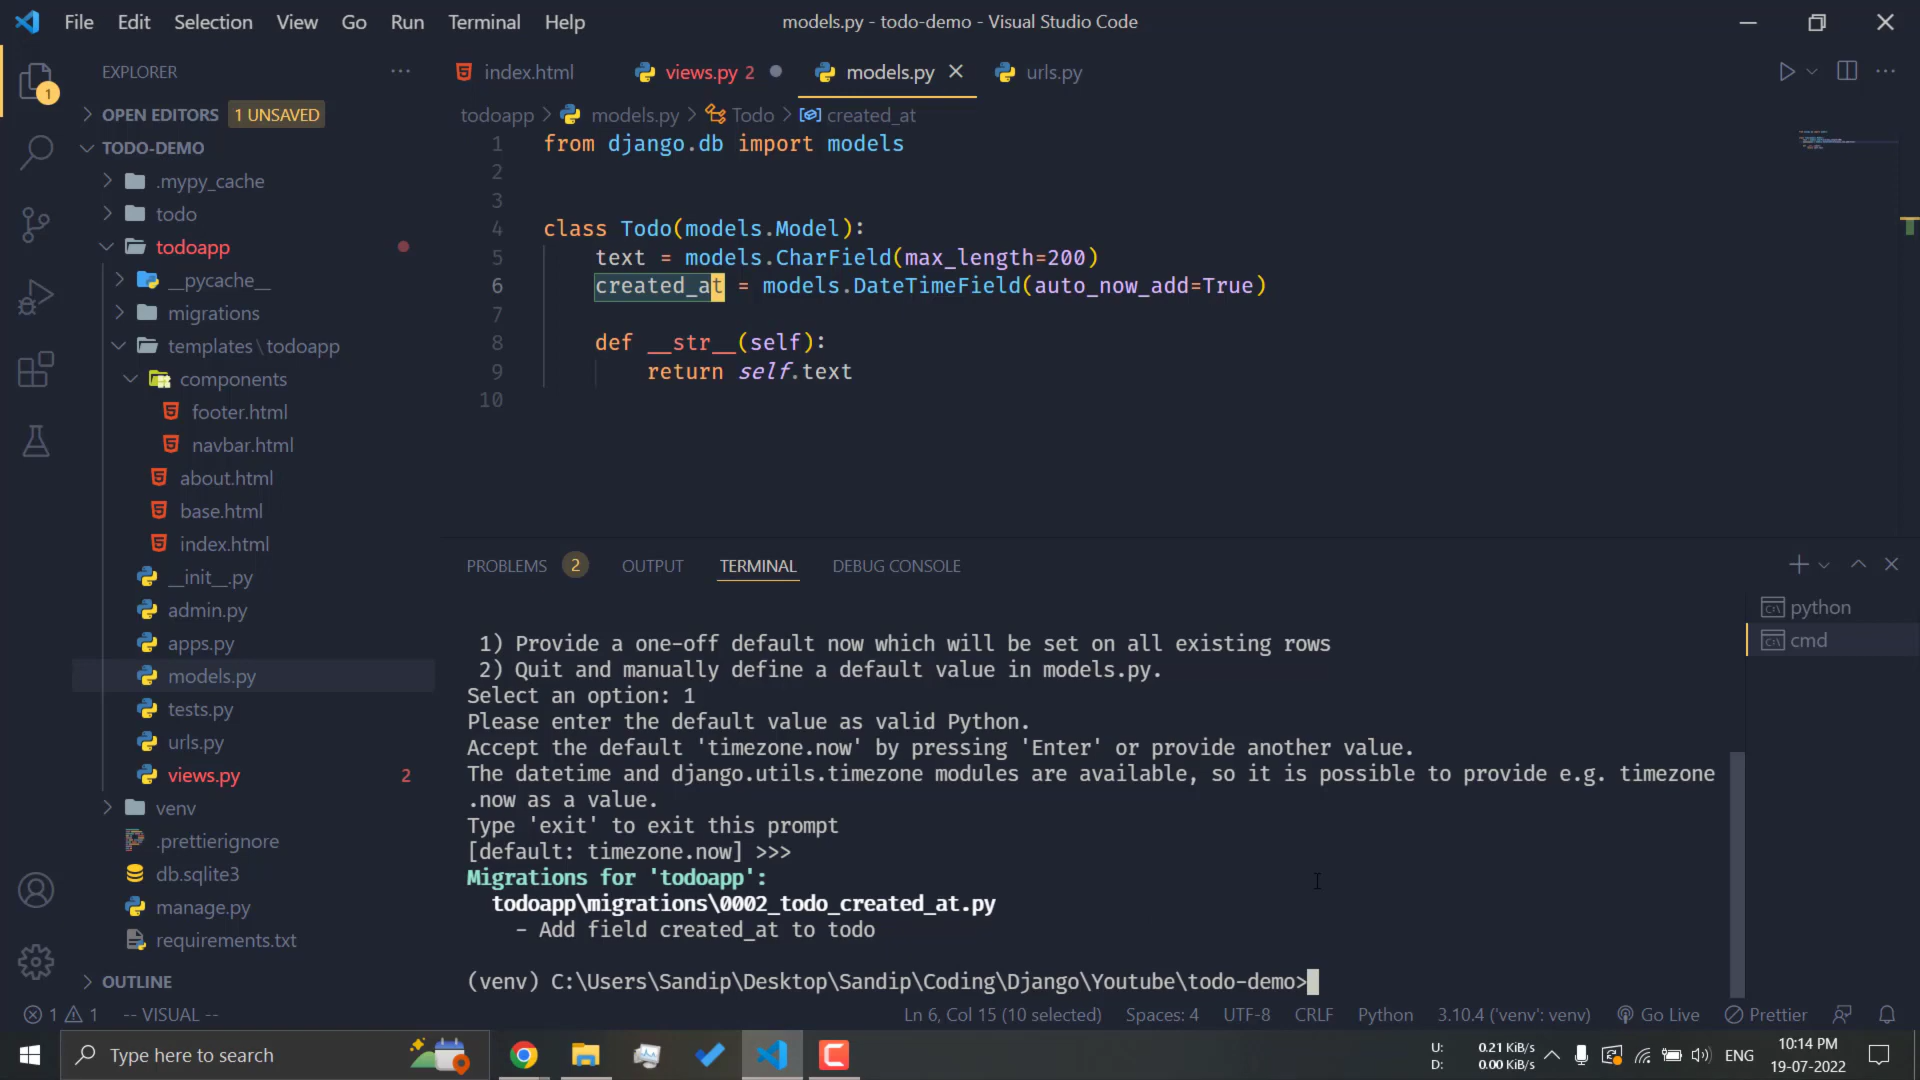 File Edit Selection View Go Run Terminal Help models.py - todo-demo - Visual Studio Code
1
EXPLORER
OPEN EDITORS 1 UNSAVED
TODO-DEMO
.mypy_cache
todo
todoapp
__pycache__
migrations
templates\todoapp
components
footer.html
navbar.html
about.html
base.html
index.html
__init__.py
admin.py
apps.py
models.py
tests.py
urls.py
views.py 2
venv
.prettierignore
db.sqlite3
manage.py
requirements.txt
OUTLINE
index.html views.py 2 models.py urls.py
todoapp > models.py > Todo > created_at
1 from django.db import models
2
3
4 class Todo(models.Model):
5 text = models.CharField(max_length=200)
6 created_at = models.DateTimeField(auto_now_add=True)
7
8 def __str__(self):
9 return self.text
10
PROBLEMS 2 OUTPUT TERMINAL DEBUG CONSOLE
python
cmd
1) Provide a one-off default now which will be set on all existing rows
2) Quit and manually define a default value in models.py.
Select an option: 1
Please enter the default value as valid Python.
Accept the default 'timezone.now' by pressing 'Enter' or provide another value.
The datetime and django.utils.timezone modules are available, so it is possible to provide e.g. timezone
.now as a value.
Type 'exit' to exit this prompt
[default: timezone.now] >>>
Migrations for 'todoapp':
todoapp\migrations\0002_todo_created_at.py
- Add field created_at to todo
(venv) C:\Users\Sandip\Desktop\Sandip\Coding\Django\Youtube\todo-demo>
1 1 -- VISUAL -- Ln 6, Col 15 (10 selected) Spaces: 4 UTF-8 CRLF Python 3.10.4 ('venv': venv) Go Live Prettier
Type here to search
U: 0.21 KiB/s
D: 0.00 KiB/s
ENG
10:14 PM
19-07-2022